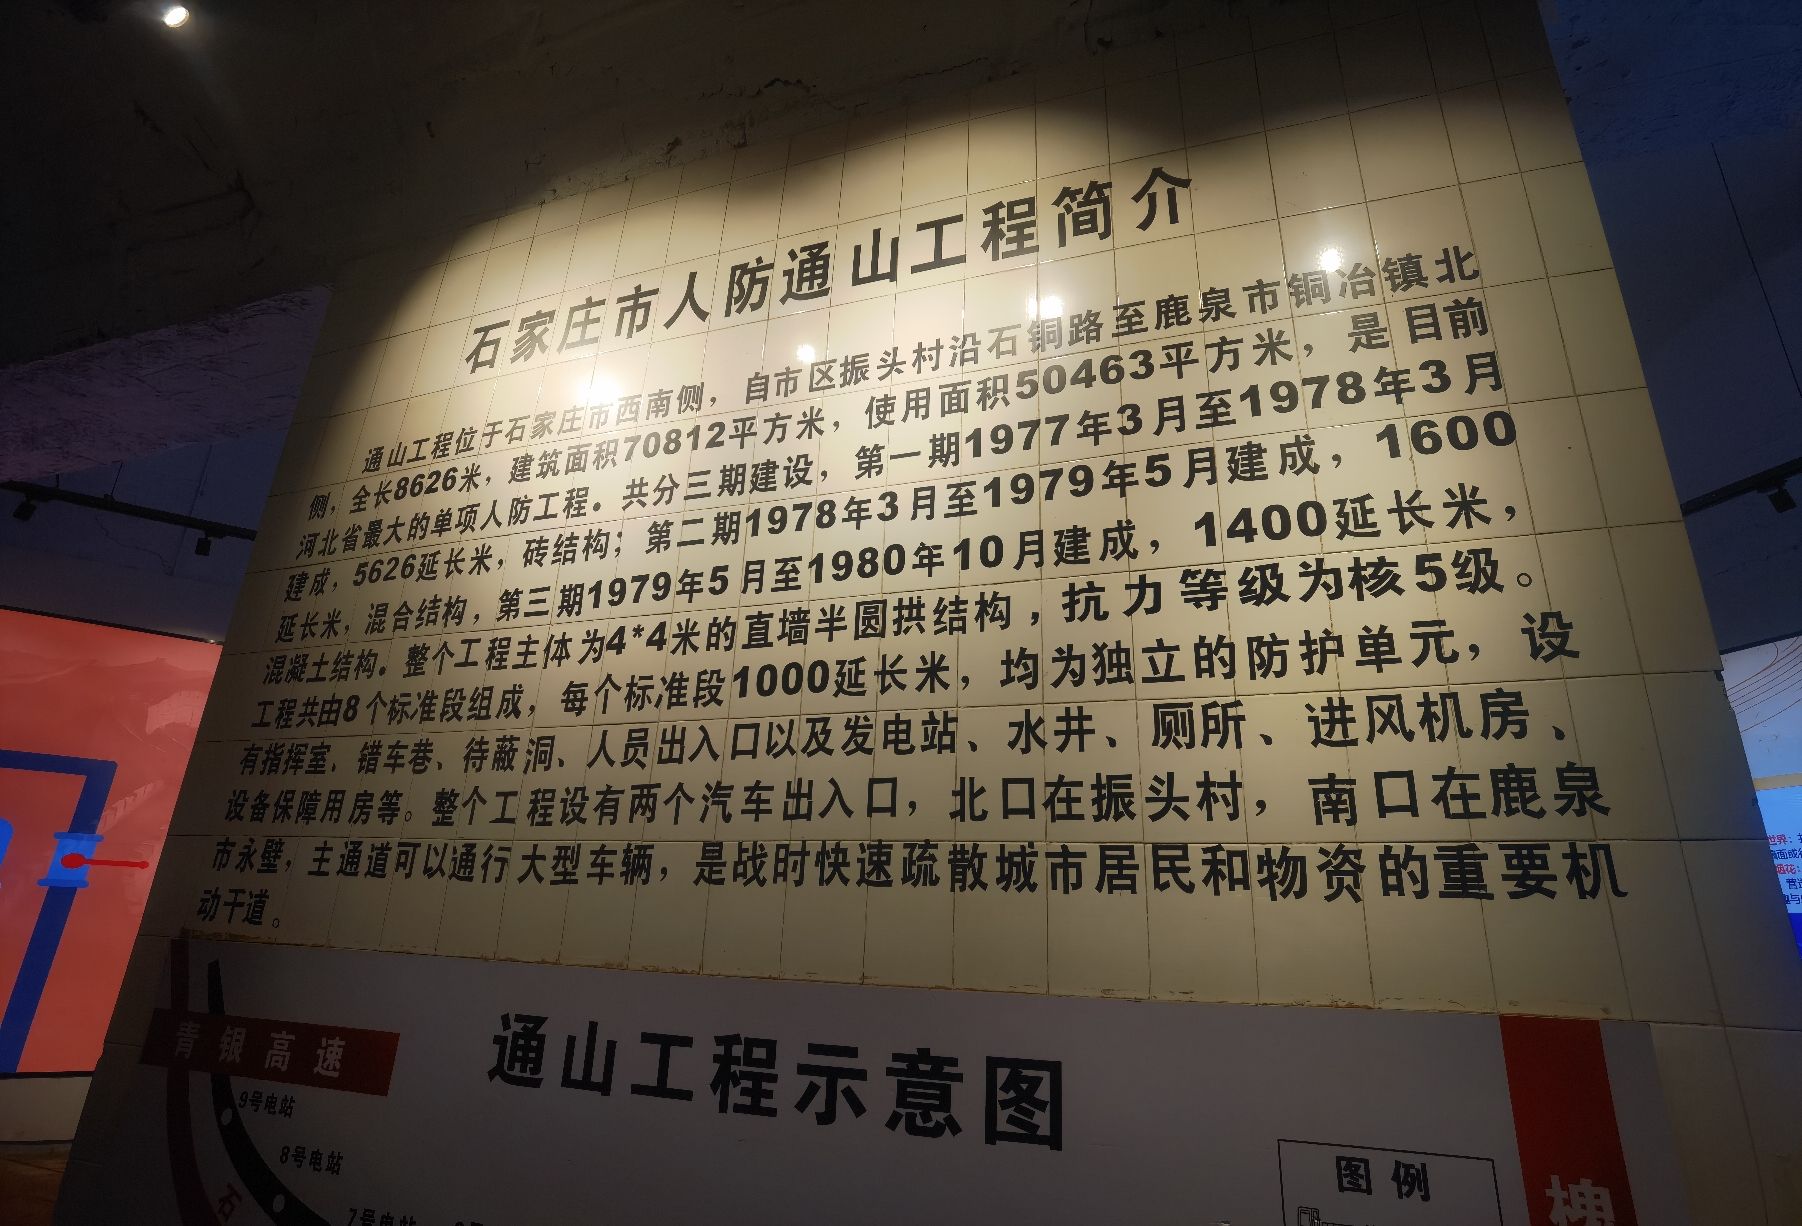 石家庄市人防通山工程简介
通山工程位于石家庄市西南侧，自市区振头村沿石铜路至鹿泉市铜冶镇北
侧，全长8626米，建筑面积70812平方米，使用面积50463平方米，是目前
河北省最大的单项人防工程。共分三期建设，第一期1977年3月至1978年3月
建成，5626延长米，砖结构；第二期1978年3月至1979年5月建成，1600
延长米，混合结构，第三期1979年5月至1980年10月建成，1400延长米，
混凝土结构。整个工程主体为4*4米的直墙半圆拱结构，抗力等级为核5级。
工程共由8个标准段组成，每个标准段1000延长米，均为独立的防护单元，设
有指挥室、错车巷、待蔽洞、人员出入口以及发电站、水井、厕所、进风机房、
设备保障用房等。整个工程设有两个汽车出入口，北口在振头村，南口在鹿泉
市永壁，主通道可以通行大型车辆，是战时快速疏散城市居民和物资的重要机
动干道。
青银高速
通山工程示意图
9号电站
8号电站
7号电站
石
图例